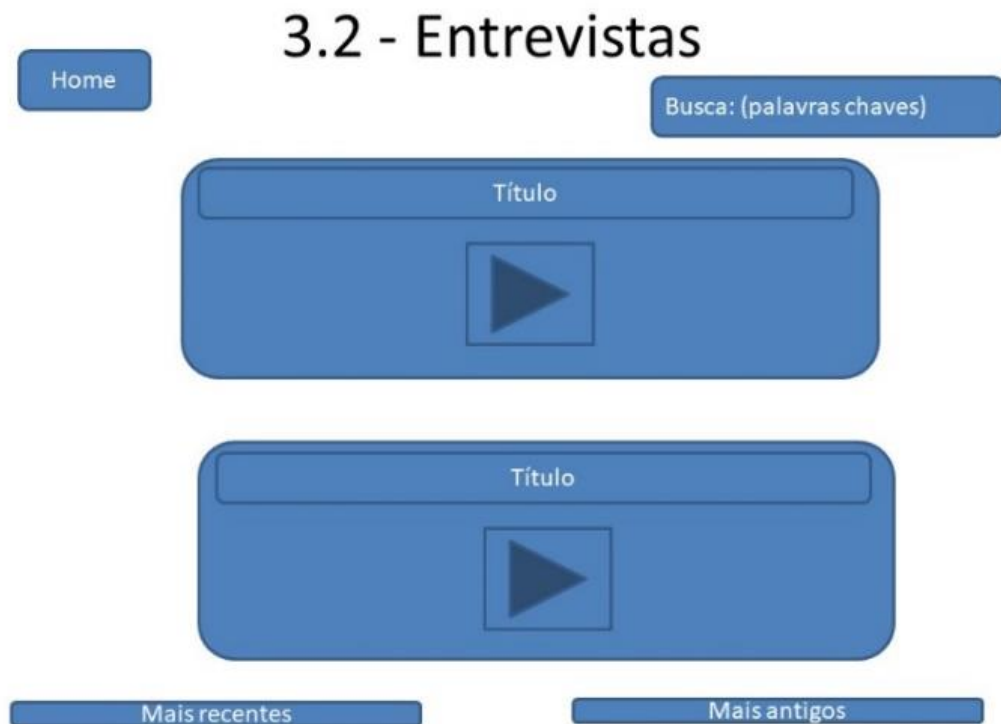 3.2 - Entrevistas
Home
Busca: (palavras chaves)
Título
Título
Mais recentes
Mais antigos